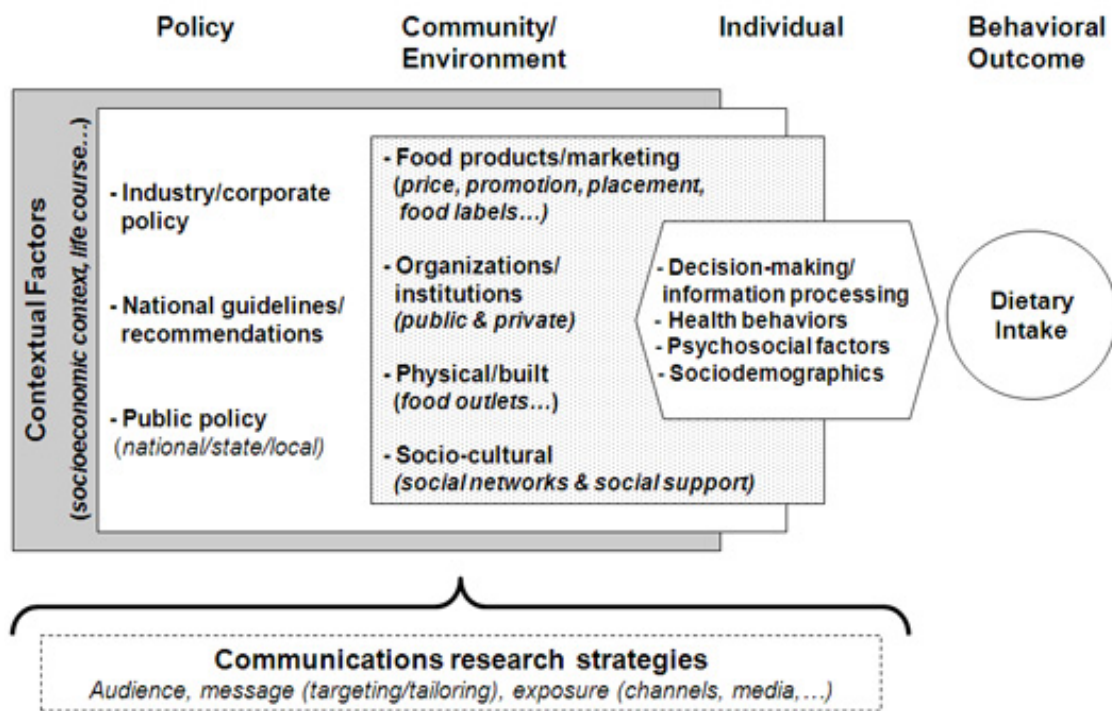 Policy
Community/
Environment
Individual
Behavioral
Outcome
Contextual Factors
(socioeconomic context, life course…)
- Industry/corporate
policy
- National guidelines/
recommendations
- Public policy
(national/state/local)
- Food products/marketing
(price, promotion, placement,
food labels…)
- Organizations/
institutions
(public & private)
- Physical/built
(food outlets…)
- Socio-cultural
(social networks & social support)
- Decision-making/
information processing
- Health behaviors
- Psychosocial factors
- Sociodemographics
Dietary
Intake
Communications research strategies
Audience, message (targeting/tailoring), exposure (channels, media,…)